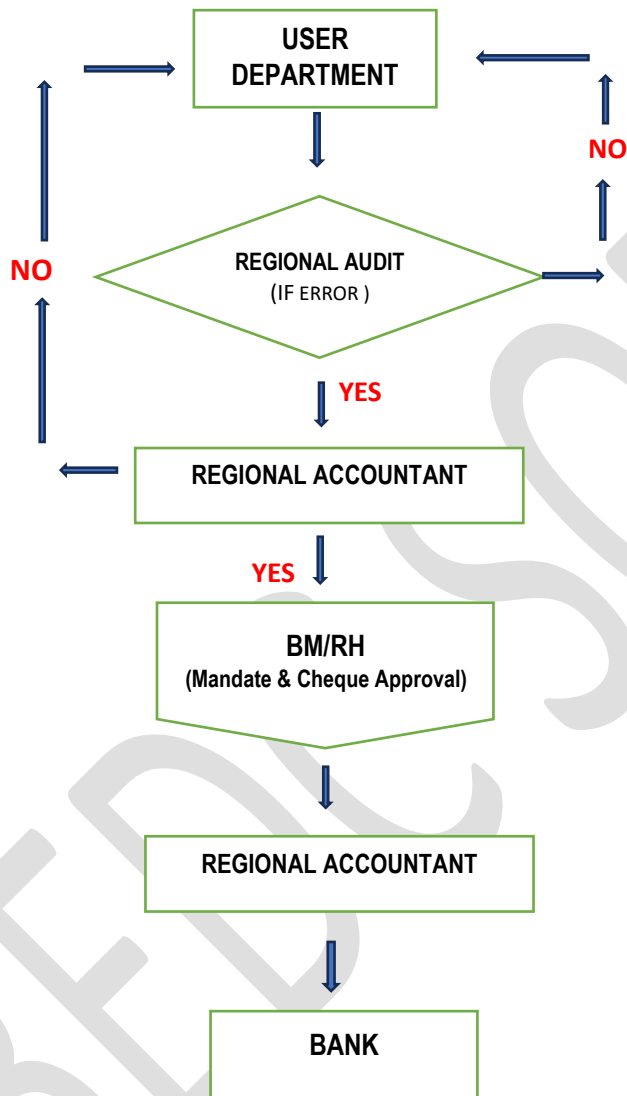 USER
DEPARTMENT
NO
REGIONAL AUDIT
(IF ERROR )
NO
YES
REGIONAL ACCOUNTANT
YES
BM/RH
(Mandate & Cheque Approval)
REGIONAL ACCOUNTANT
BANK